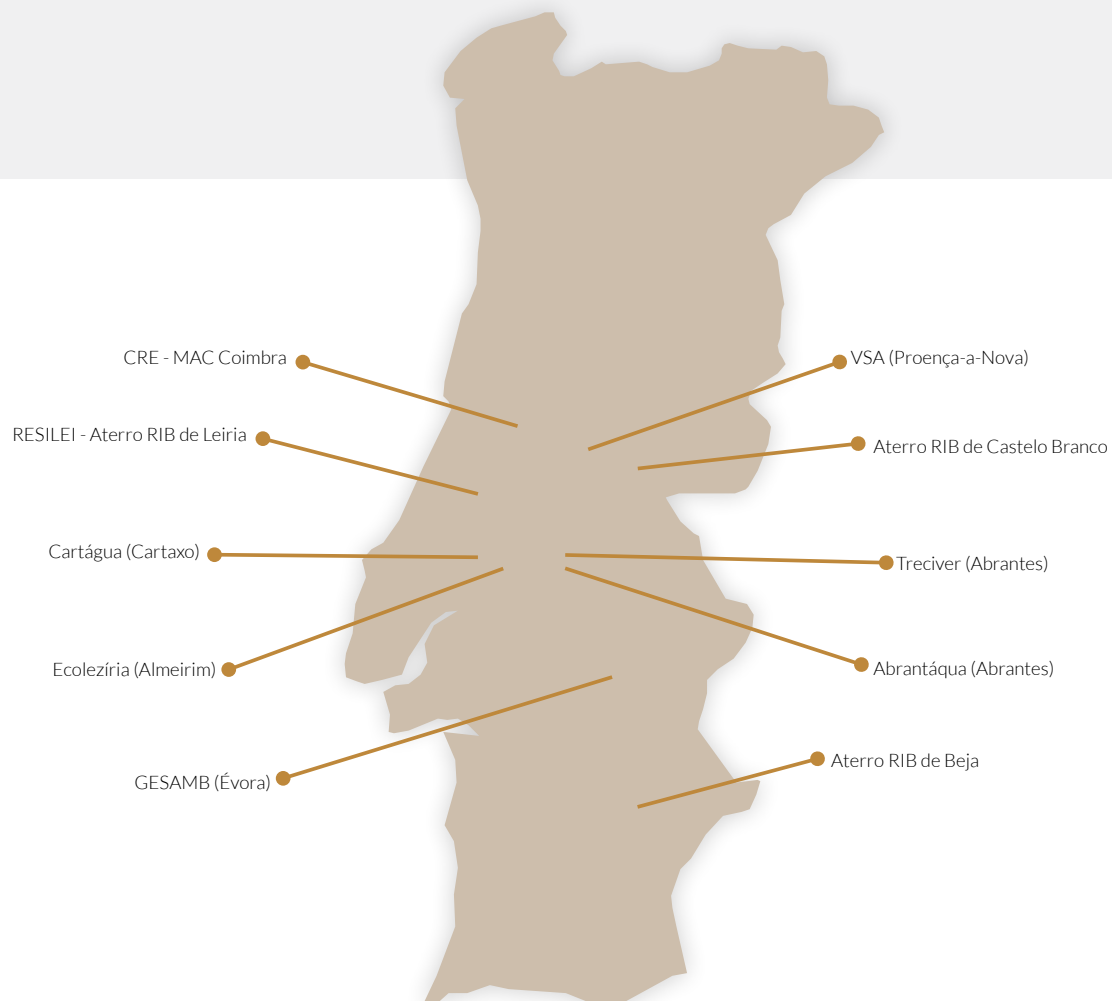 CRE - MAC Coimbra
VSA (Proença-a-Nova)
RESILEI - Aterro RIB de Leiria
Aterro RIB de Castelo Branco
Cartágua (Cartaxo)
Treciver (Abrantes)
Ecolezíria (Almeirim)
Abrantáqua (Abrantes)
GESAMB (Évora)
Aterro RIB de Beja